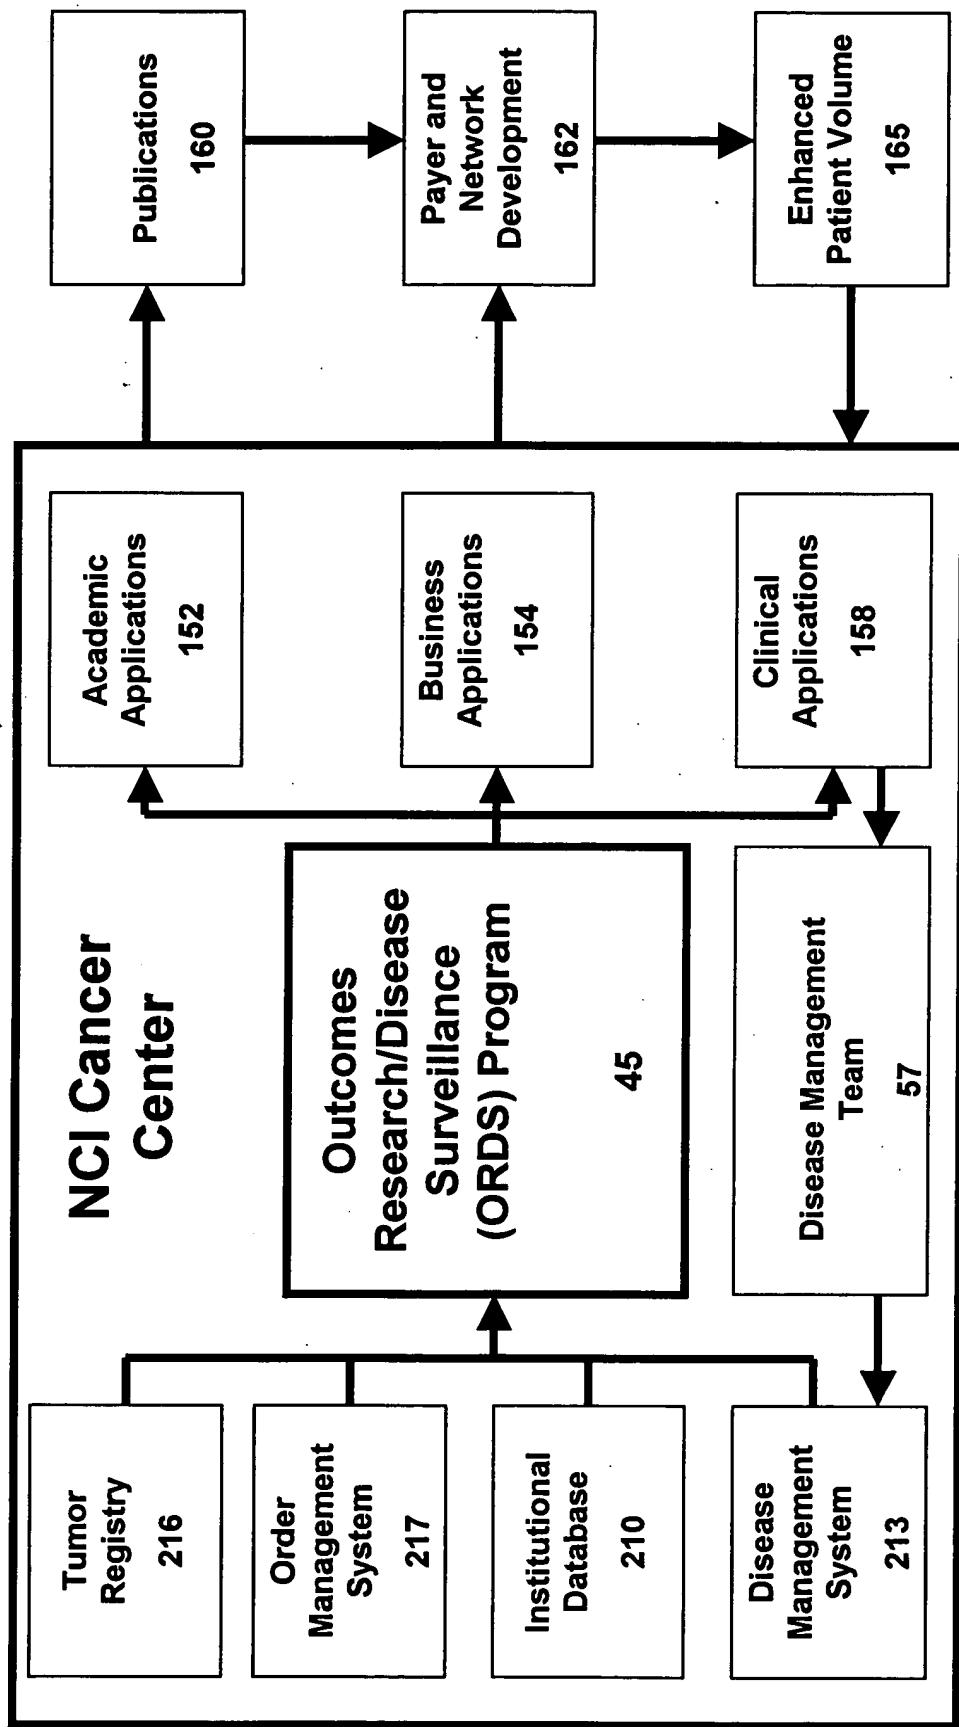 NCI Cancer
Center
Tumor
Registry
216
Order
Management
System
217
Institutional
Database
210
Disease
Management
System
213
Outcomes
Research/Disease
Surveillance
(ORDS) Program
45
Disease Management
Team
57
Academic
Applications
152
Business
Applications
154
Clinical
Applications
158
Publications
160
Payer and
Network
Development
162
Enhanced
Patient Volume
165